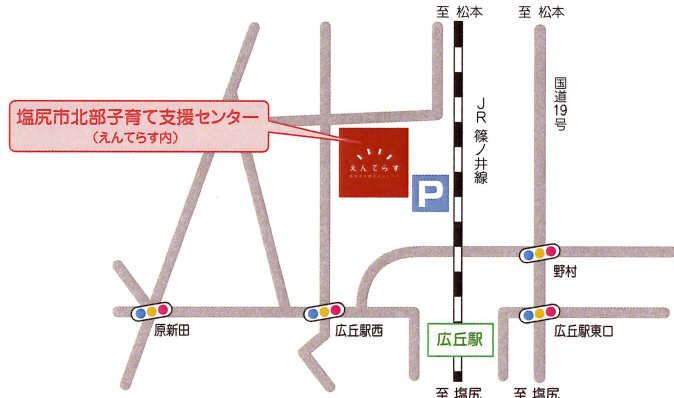 至 松本
至 松本
国道19号
JR 篠ノ井線
塩尻市北部子育て支援センター
(えんてらす内)
えんてらす
P
野村
原新田
広丘駅西
広丘駅
広丘駅東口
至 塩尻
至 塩尻